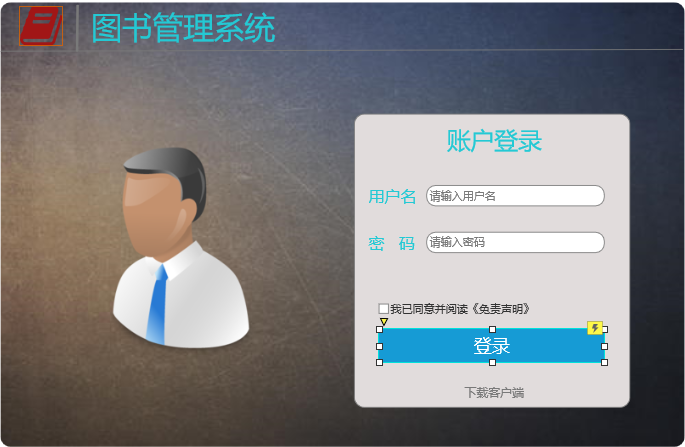 图书管理系统
账户登录
用户名 请输入用户名
密 码 请输入密码
我已同意并阅读《免责声明》
登录
下载客户端